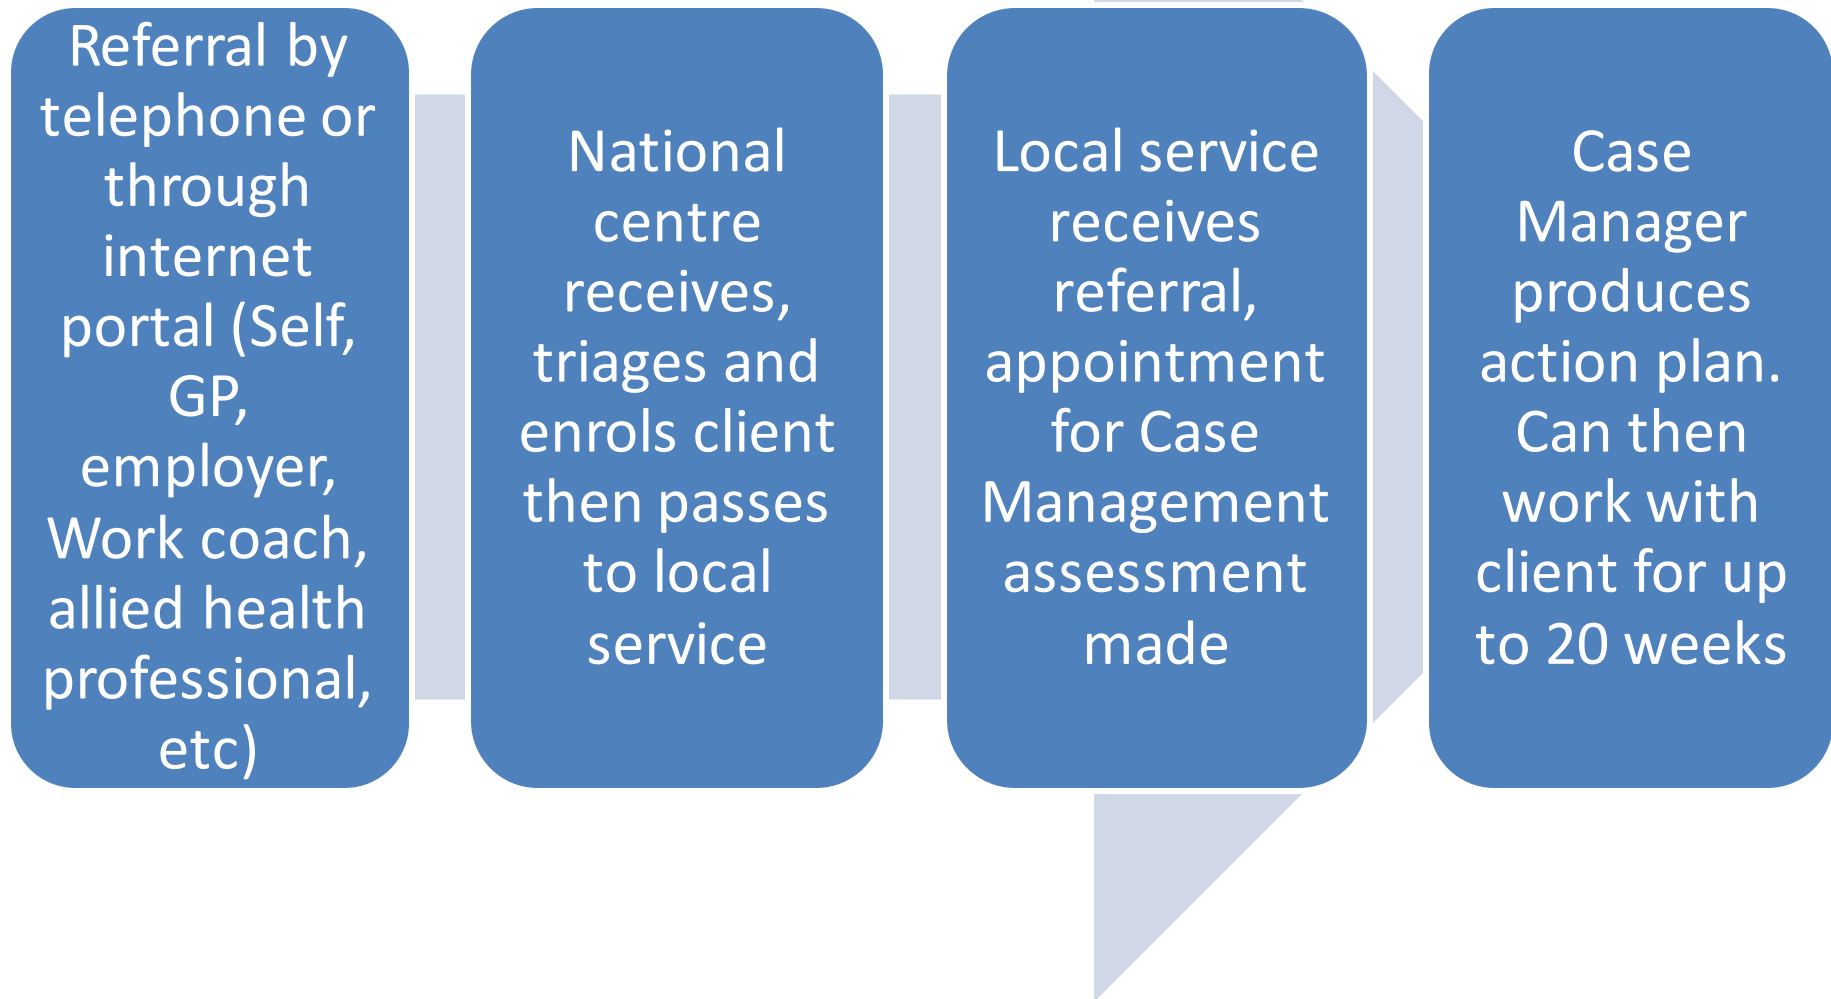 Referral by
telephone or
through
internet
portal (Self,
GP,
employer,
Work coach,
allied health
professional,
etc)
National
centre
receives,
triages and
enrols client
then passes
to local
service
Local service
receives
referral,
appointment
for Case
Management
assessment
made
Case
Manager
produces
action plan.
Can then
work with
client for up
to 20 weeks